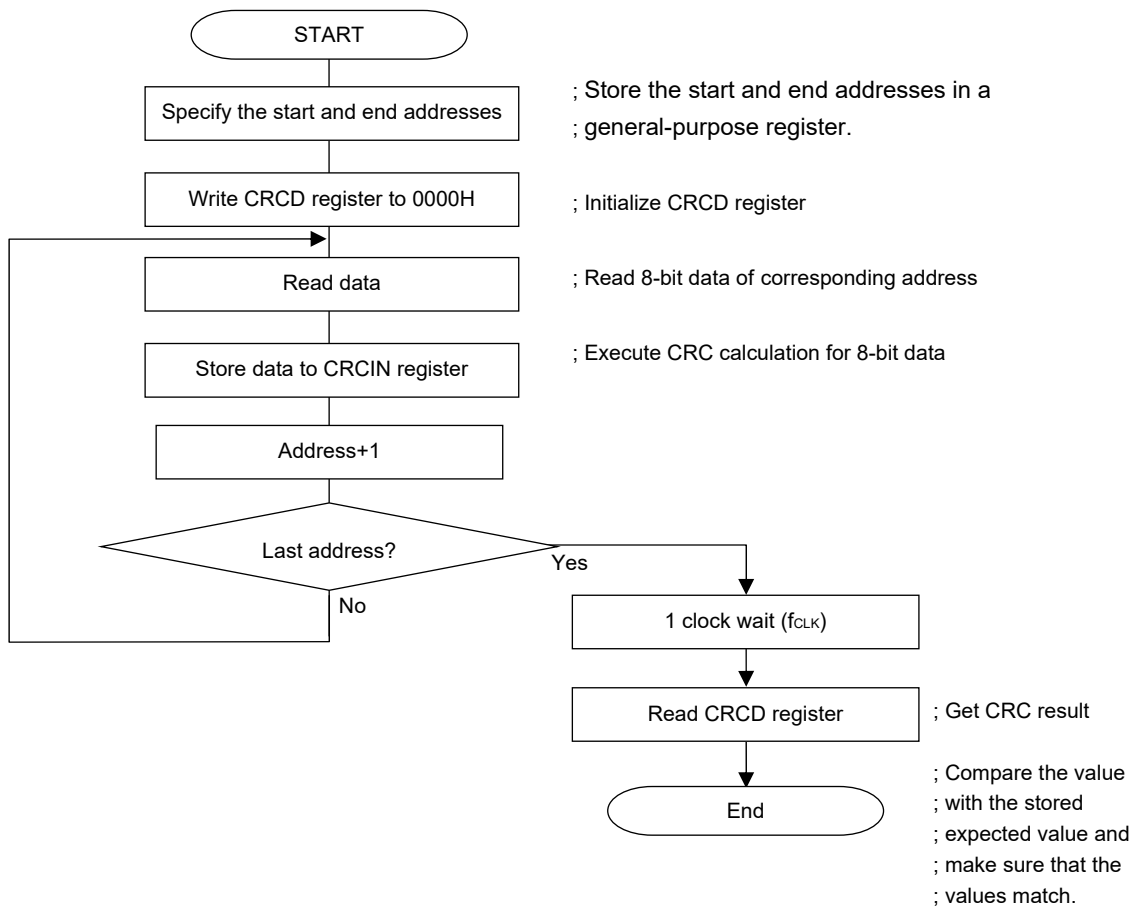 START
Specify the start and end addresses
; Store the start and end addresses in a
; general-purpose register.
Write CRCD register to 0000H
; Initialize CRCD register
Read data
; Read 8-bit data of corresponding address
Store data to CRCIN register
; Execute CRC calculation for 8-bit data
Address+1
Last address?
Yes
No
1 clock wait (fCLK)
Read CRCD register
; Get CRC result
End
; Compare the value
; with the stored
; expected value and
; make sure that the
; values match.